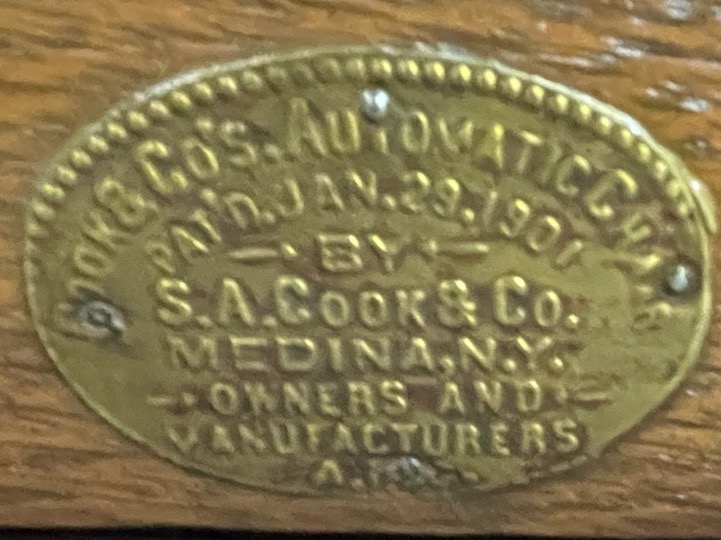 COOK & CO'S. AUTOMATIC CHAIR
PAT'D. JAN. 29. 1901
BY
S. A. COOK & CO.
MEDINA, N.Y.
OWNERS AND
MANUFACTURERS